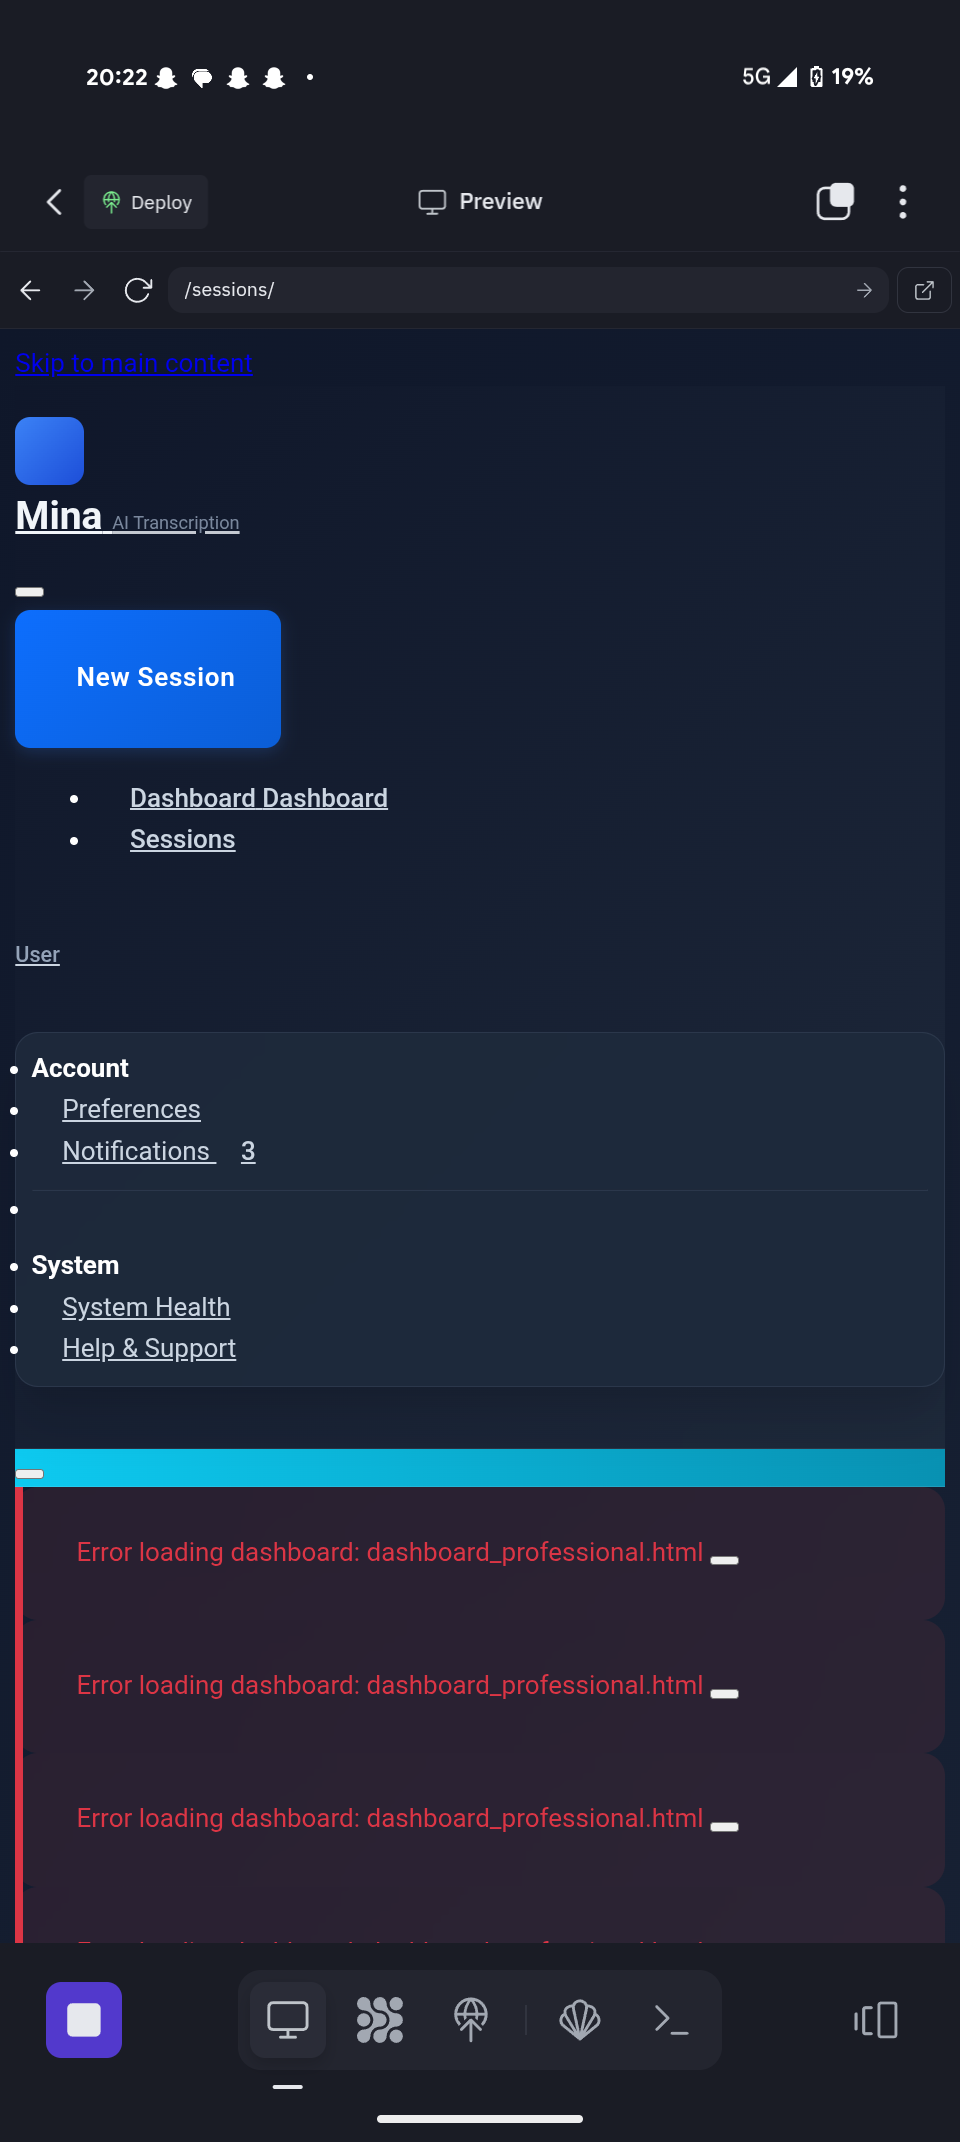 20:22
5G 19%
Deploy
Preview
/sessions/
Skip to main content
Mina AI Transcription
New Session
Dashboard Dashboard
Sessions
User
Account
Preferences
Notifications 3
System
System Health
Help & Support
Error loading dashboard: dashboard_professional.html
Error loading dashboard: dashboard_professional.html
Error loading dashboard: dashboard_professional.html